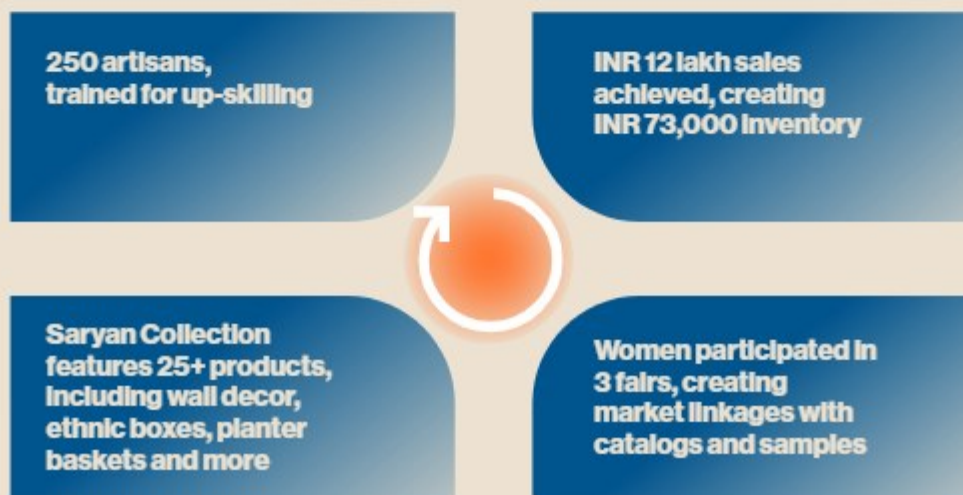 250 artisans,
trained for up-skilling
INR 12 lakh sales
achieved, creating
INR 73,000 inventory
Saryan Collection
features 25+ products,
including wall decor,
ethnic boxes, planter
baskets and more
Women participated in
3 fairs, creating
market linkages with
catalogs and samples